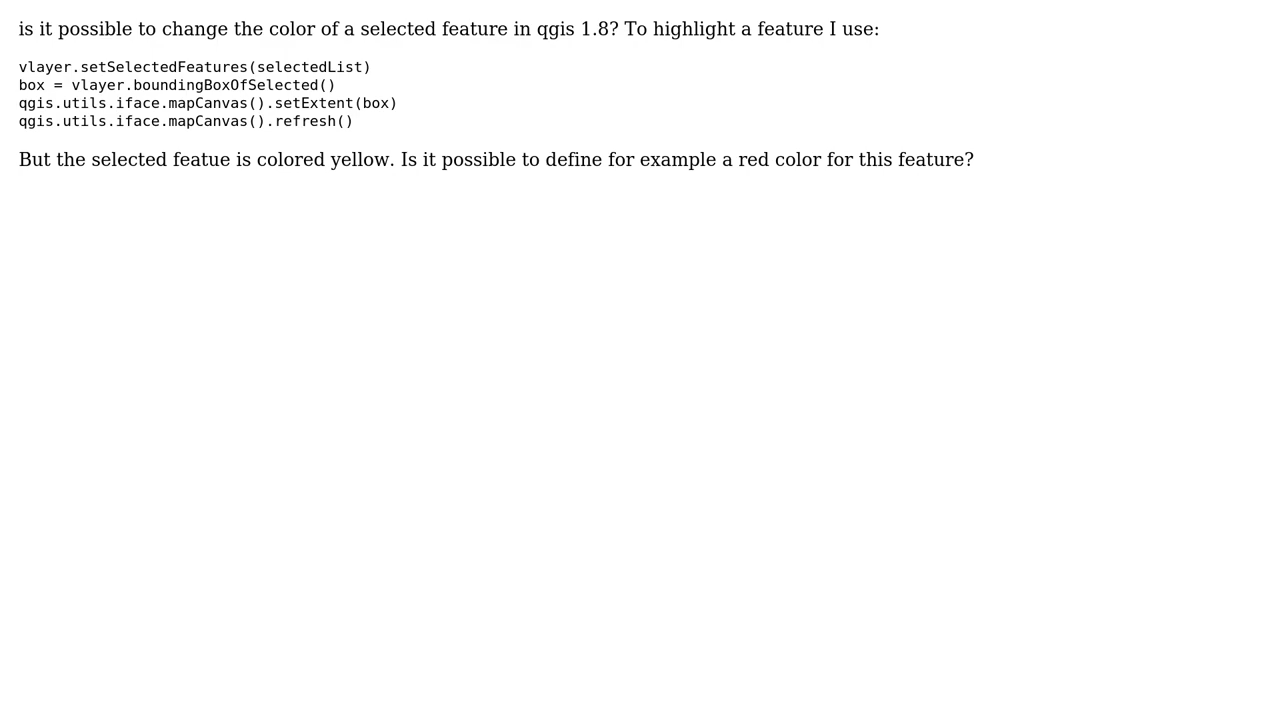 is it possible to change the color of a selected feature in qgis 1.8? To highlight a feature I use:
vlayer.setSelectedFeatures(selectedList)
box = vlayer.boundingBoxOfSelected()
qgis.utils.iface.mapCanvas().setExtent(box)
qgis.utils.iface.mapCanvas().refresh()
But the selected featue is colored yellow. Is it possible to define for example a red color for this feature?